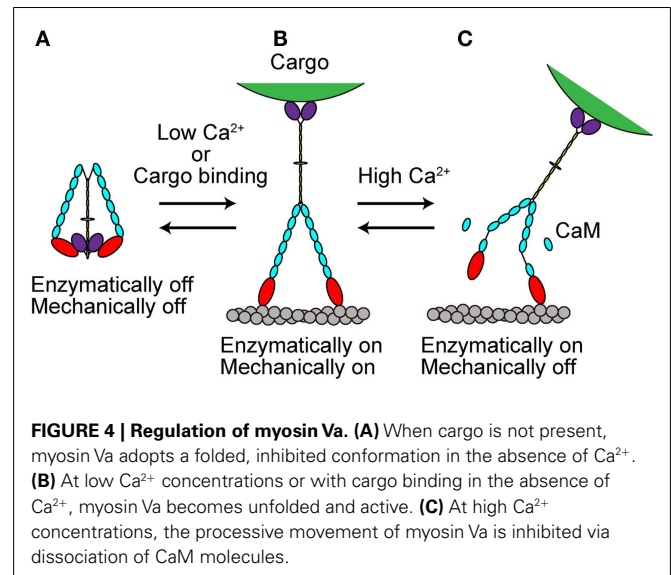 A
B
C
Cargo
Low Ca²⁺
or
Cargo binding
High Ca²⁺
CaM
Enzymatically off
Mechanically off
Enzymatically on
Mechanically on
Enzymatically on
Mechanically off
FIGURE 4 | Regulation of myosin Va. (A) When cargo is not present,
myosin Va adopts a folded, inhibited conformation in the absence of Ca²⁺.
(B) At low Ca²⁺ concentrations or with cargo binding in the absence of
Ca²⁺, myosin Va becomes unfolded and active. (C) At high Ca²⁺
concentrations, the processive movement of myosin Va is inhibited via
dissociation of CaM molecules.